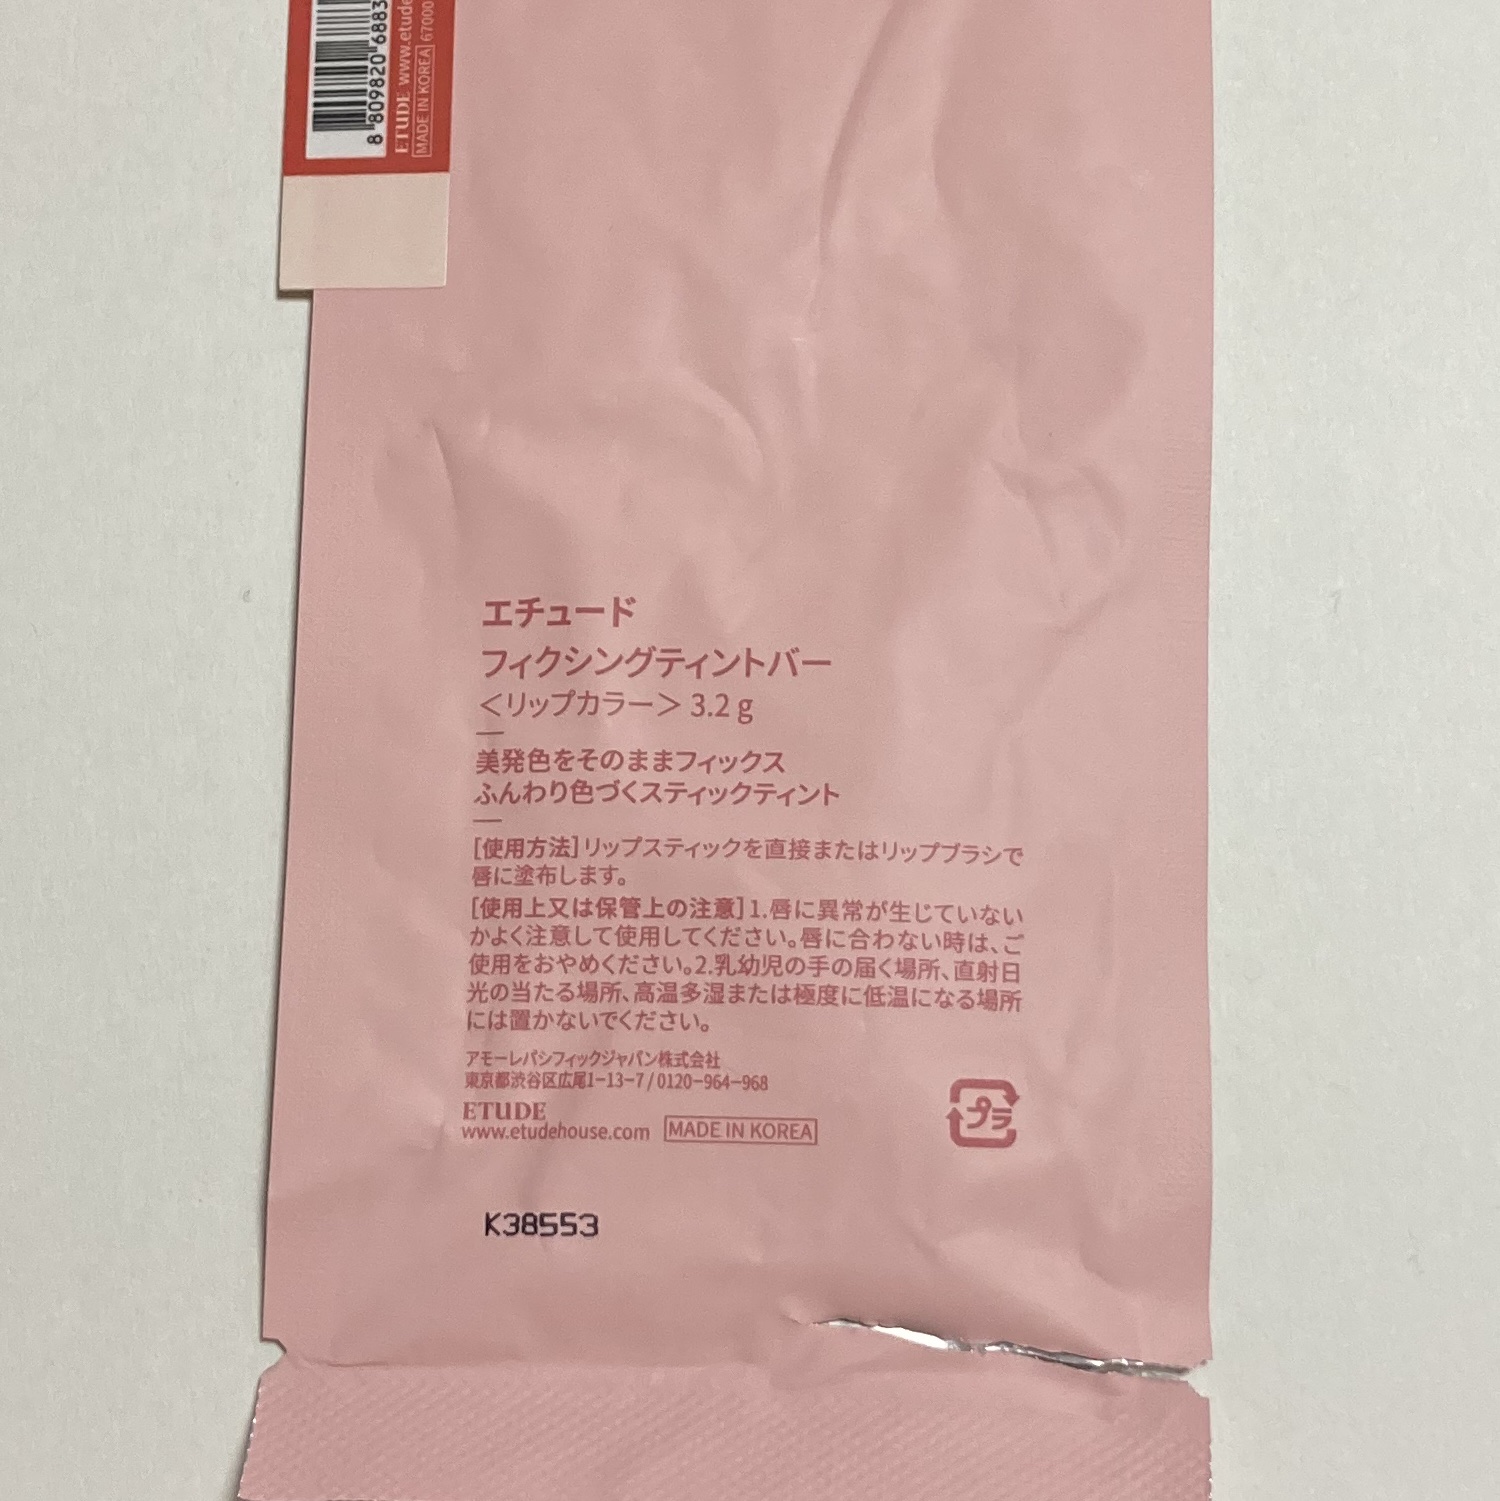 8 809820 6883
ETUDE www.etude
MADE IN KOREA 67000
エチュード
フィクシングティントバー
＜リップカラー＞ 3.2 g
美発色をそのままフィックス
ふんわり色づくスティックティント
[使用方法]リップスティックを直接またはリップブラシで
唇に塗布します。
[使用上又は保管上の注意]1.唇に異常が生じていない
かよく注意して使用してください。唇に合わない時は、ご
使用をおやめください。2.乳幼児の手の届く場所、直射日
光の当たる場所、高温多湿または極度に低温になる場所
には置かないでください。
アモーレパシフィックジャパン株式会社
東京都渋谷区広尾1-13-7/0120-964-968
ETUDE
www.etudehouse.com MADE IN KOREA
プラ
K38553